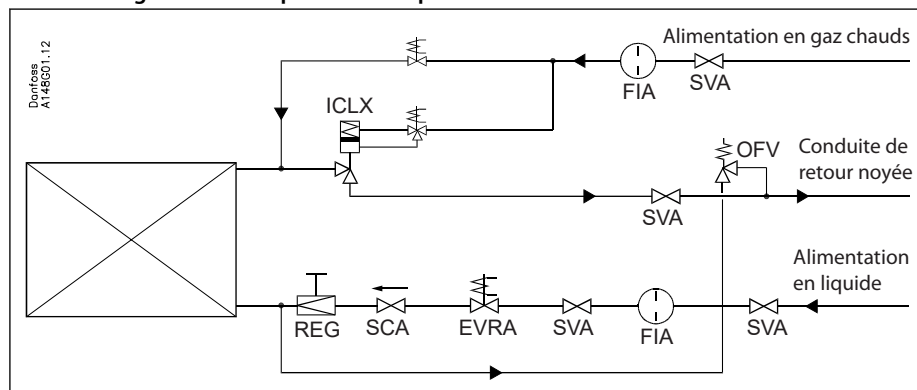 Danfoss
A148G01.12
Alimentation en gaz chauds
FIA
SVA
ICLX
OFV
Conduite de
retour noyée
SVA
Alimentation
en liquide
REG
SCA
EVRA
SVA
FIA
SVA